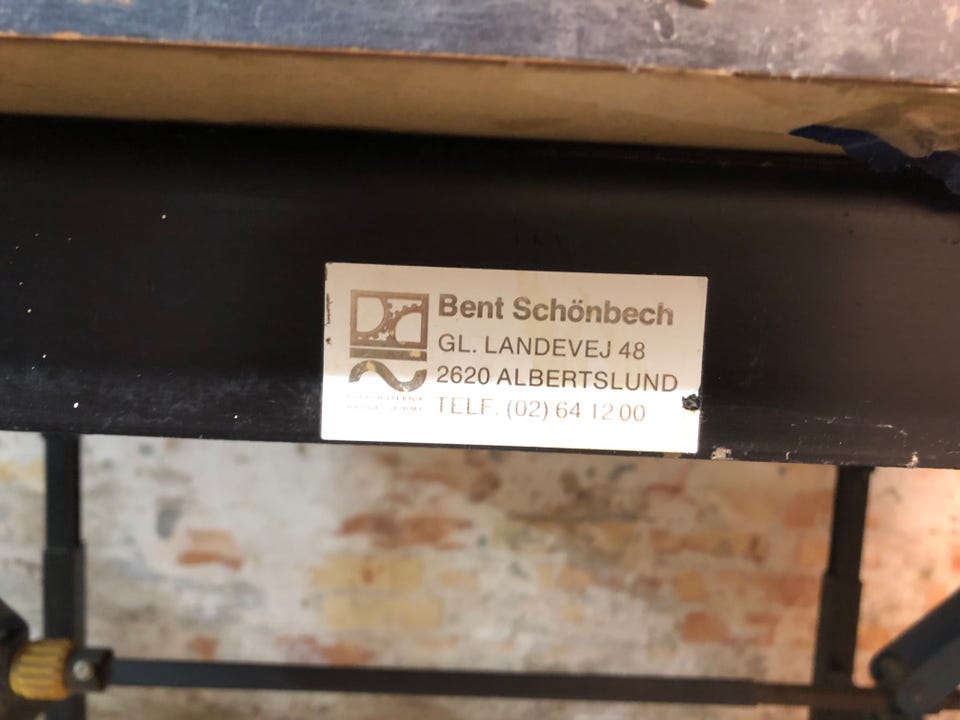 Bent Schönbech
GL. LANDEVEJ 48
2620 ALBERTSLUND
TELF. (02) 64 12 00